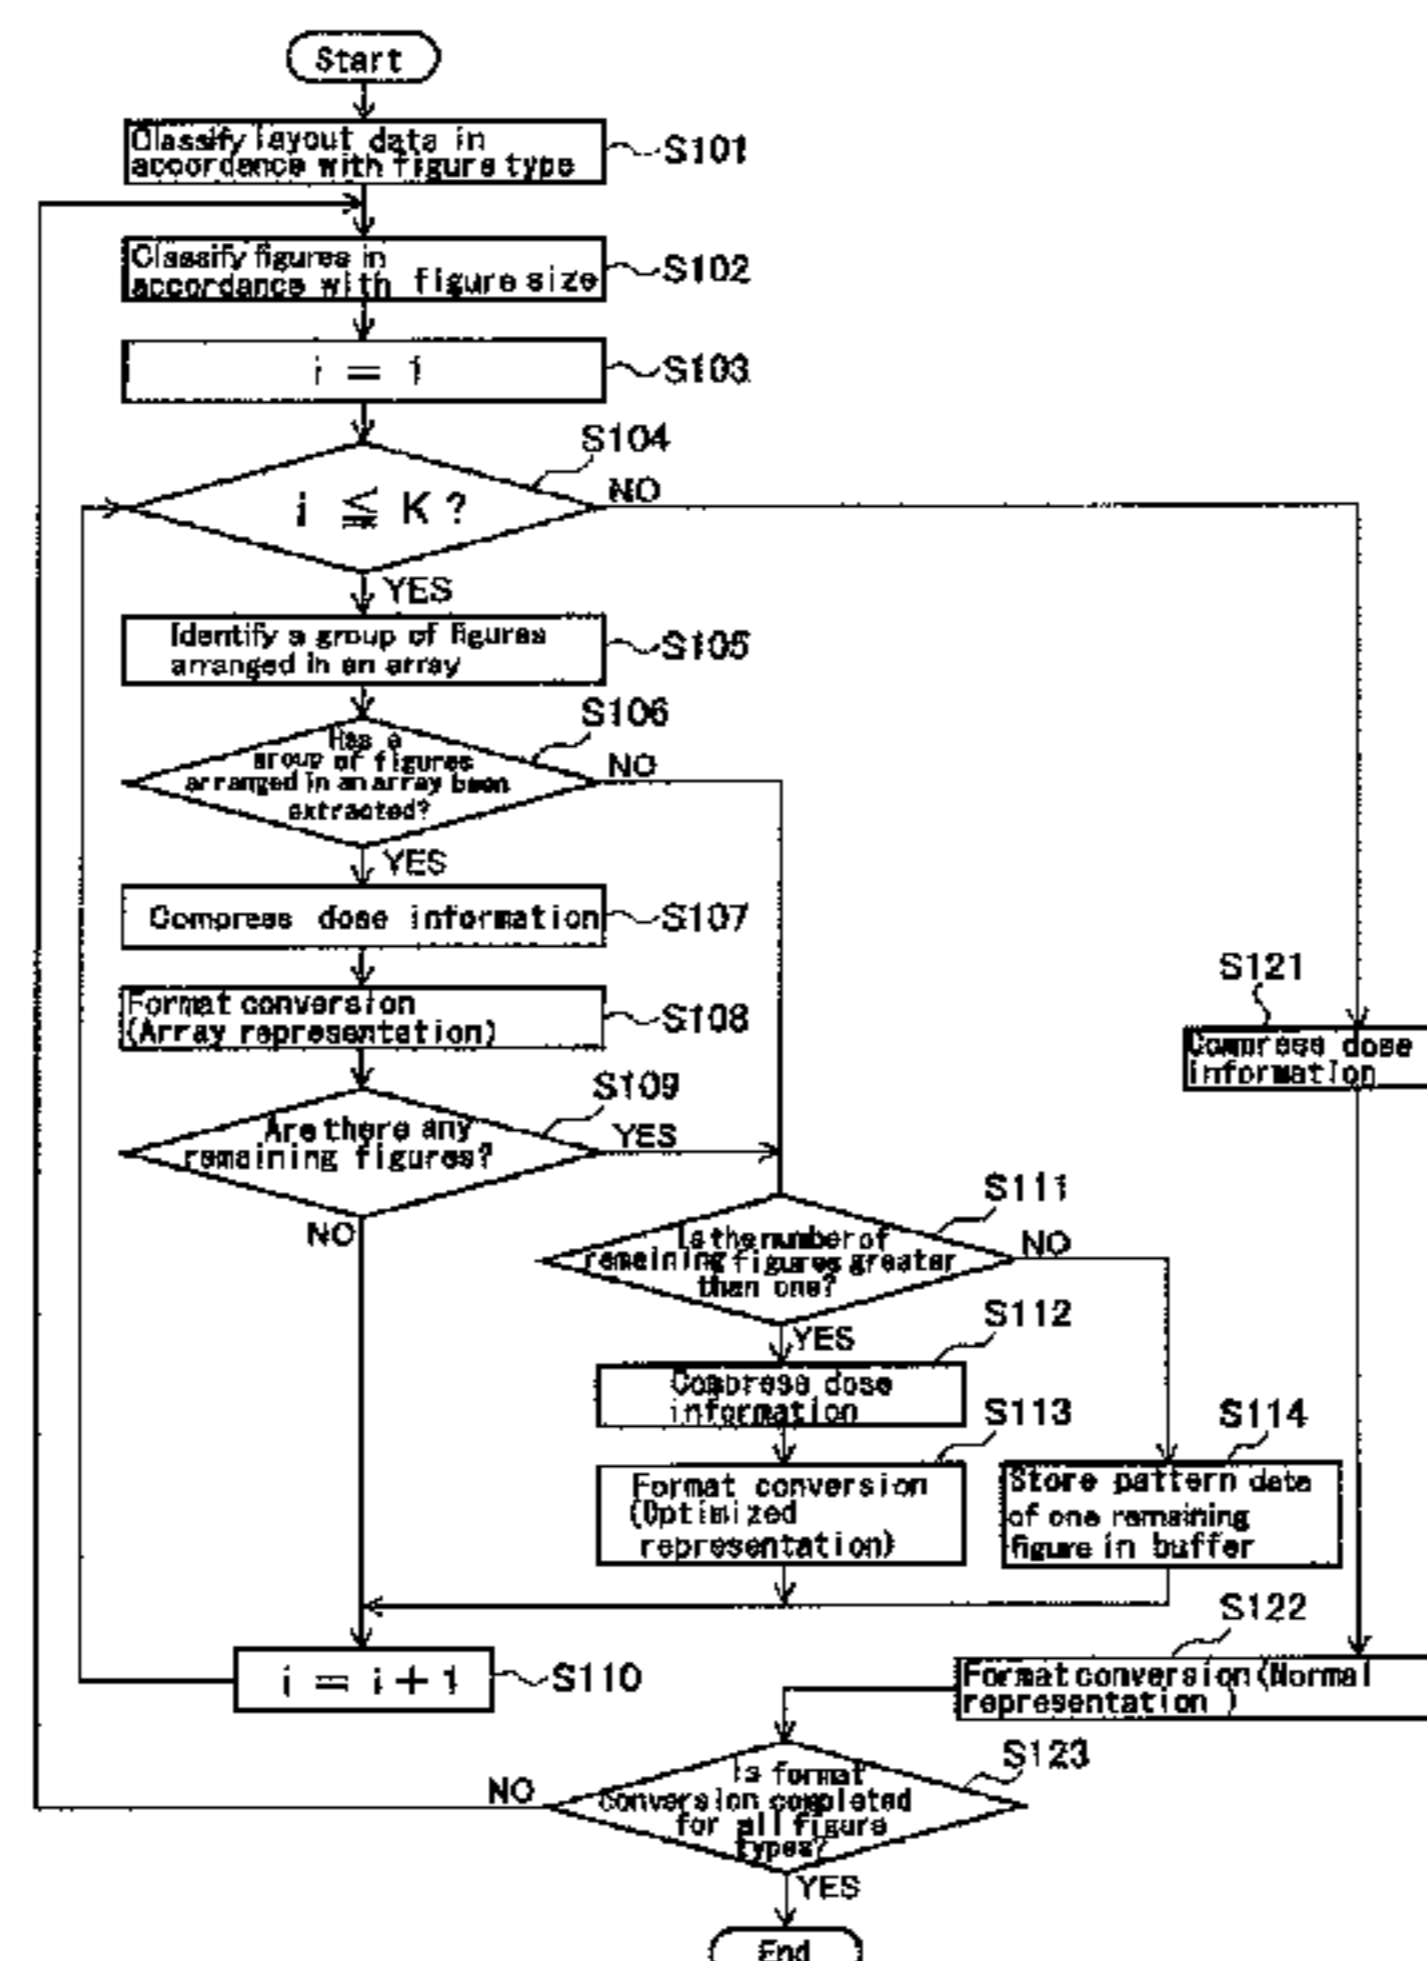 Start
Classify layout data in
accordance with figure type
S101
Classify figures in
accordance with figure size
S102
i = 1
S103
S104
i ≦ K ?
NO
YES
Identify a group of figures
arranged in an array
S105
S106
Has a
group of figures
arranged in an array been
extracted?
NO
YES
Compress dose information
S107
Format conversion
(Array representation)
S108
S121
Compress dose
information
S109
Are there any
remaining figures?
YES
NO
S111
Is the number of
remaining figures greater
than one?
NO
YES
S112
Compress dose
information
S113
Format conversion
(Optimized
representation)
S114
Store pattern data
of one remaining
figure in buffer
i = i + 1
S110
S122
Format conversion (Normal
representation )
S123
Is format
conversion completed
for all figure
types?
NO
YES
End